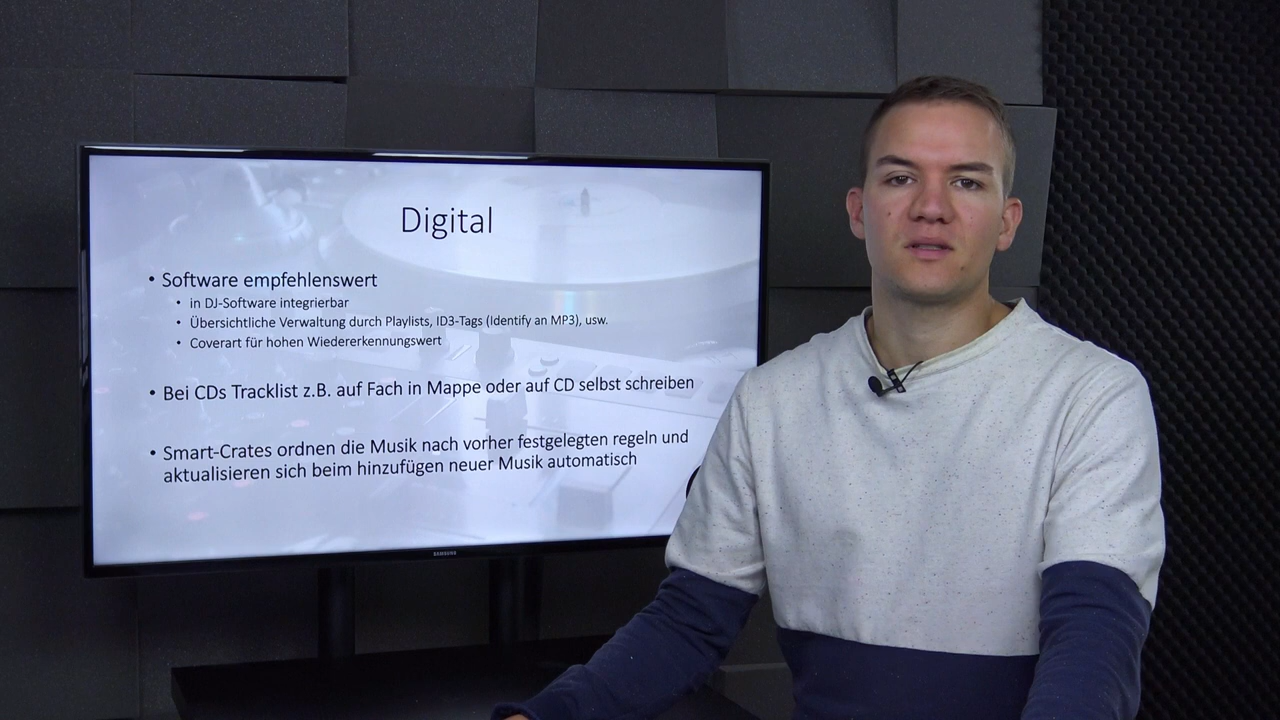 Digital
• Software empfehlenswert
• in DJ-Software integrierbar
• Übersichtliche Verwaltung durch Playlists, ID3-Tags (Identify an MP3), usw.
• Coverart für hohen Wiedererkennungswert
• Bei CDs Tracklist z.B. auf Fach in Mappe oder auf CD selbst schreiben
• Smart-Crates ordnen die Musik nach vorher festgelegten regeln und
aktualisieren sich beim hinzufügen neuer Musik automatisch
SAMSUNG